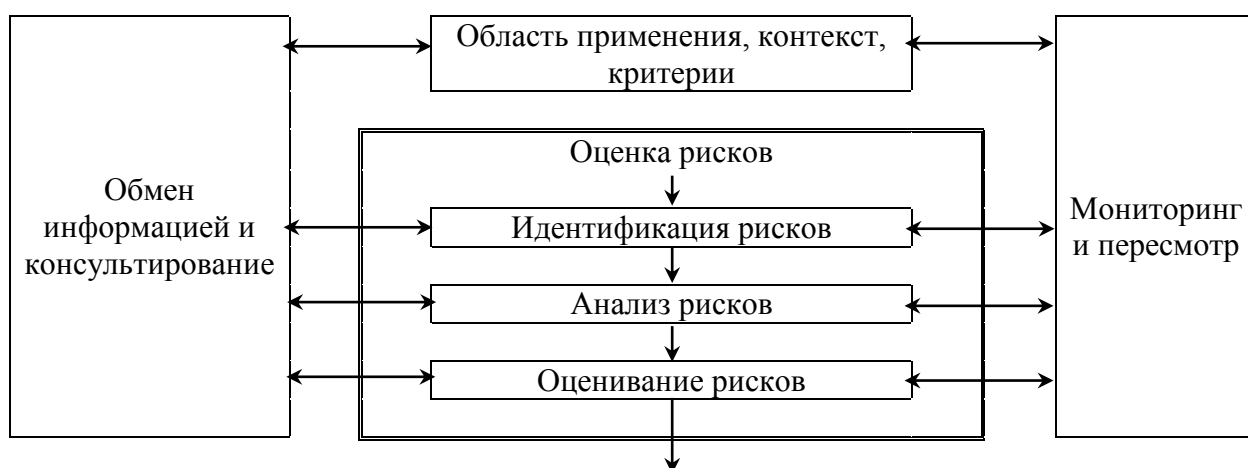 Область применения, контекст,
критерии
Оценка рисков
Обмен
информацией и
консультирование
Идентификация рисков
Анализ рисков
Оценивание рисков
Мониторинг
и пересмотр